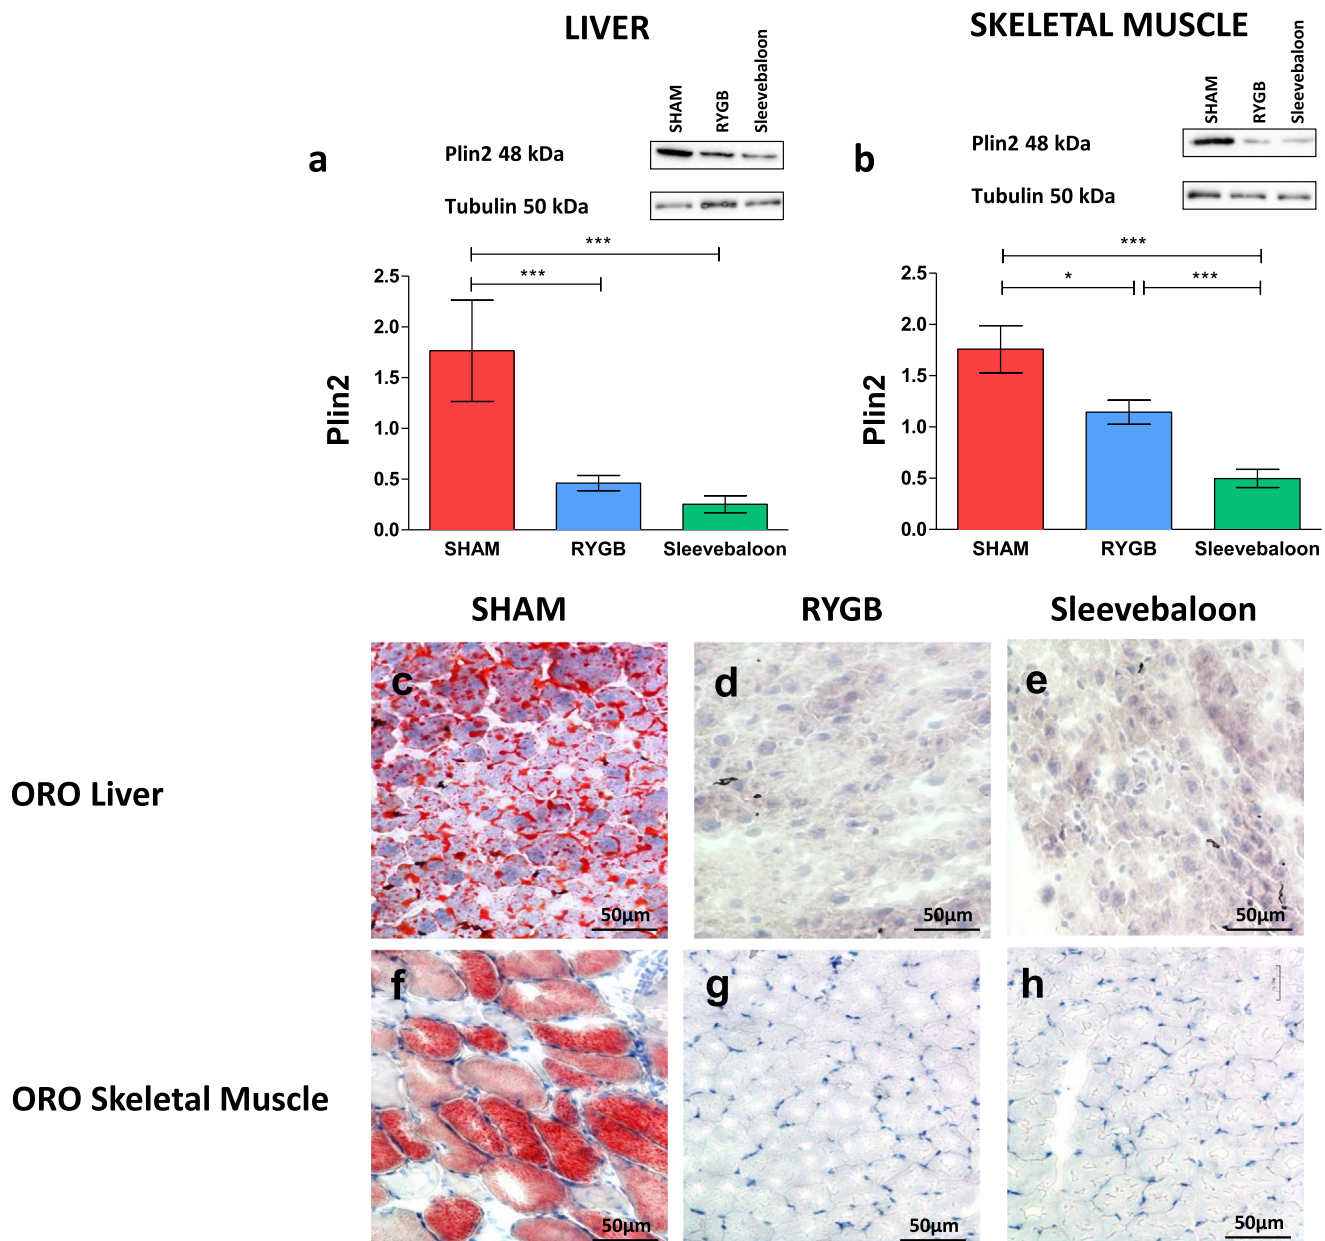 LIVER
SKELETAL MUSCLE
SHAM
RYGB
Sleevebaloon
SHAM
RYGB
Sleevebaloon
a
Plin2 48 kDa
b
Plin2 48 kDa
Tubulin 50 kDa
Tubulin 50 kDa
***
***
***
*
***
Plin2
2.5
2.0
1.5
1.0
0.5
0.0
SHAM
RYGB
Sleevebaloon
Plin2
2.5
2.0
1.5
1.0
0.5
0.0
SHAM
RYGB
Sleevebaloon
SHAM
RYGB
Sleevebaloon
ORO Liver
c
50µm
d
50µm
e
50µm
ORO Skeletal Muscle
f
50µm
g
50µm
h
50µm